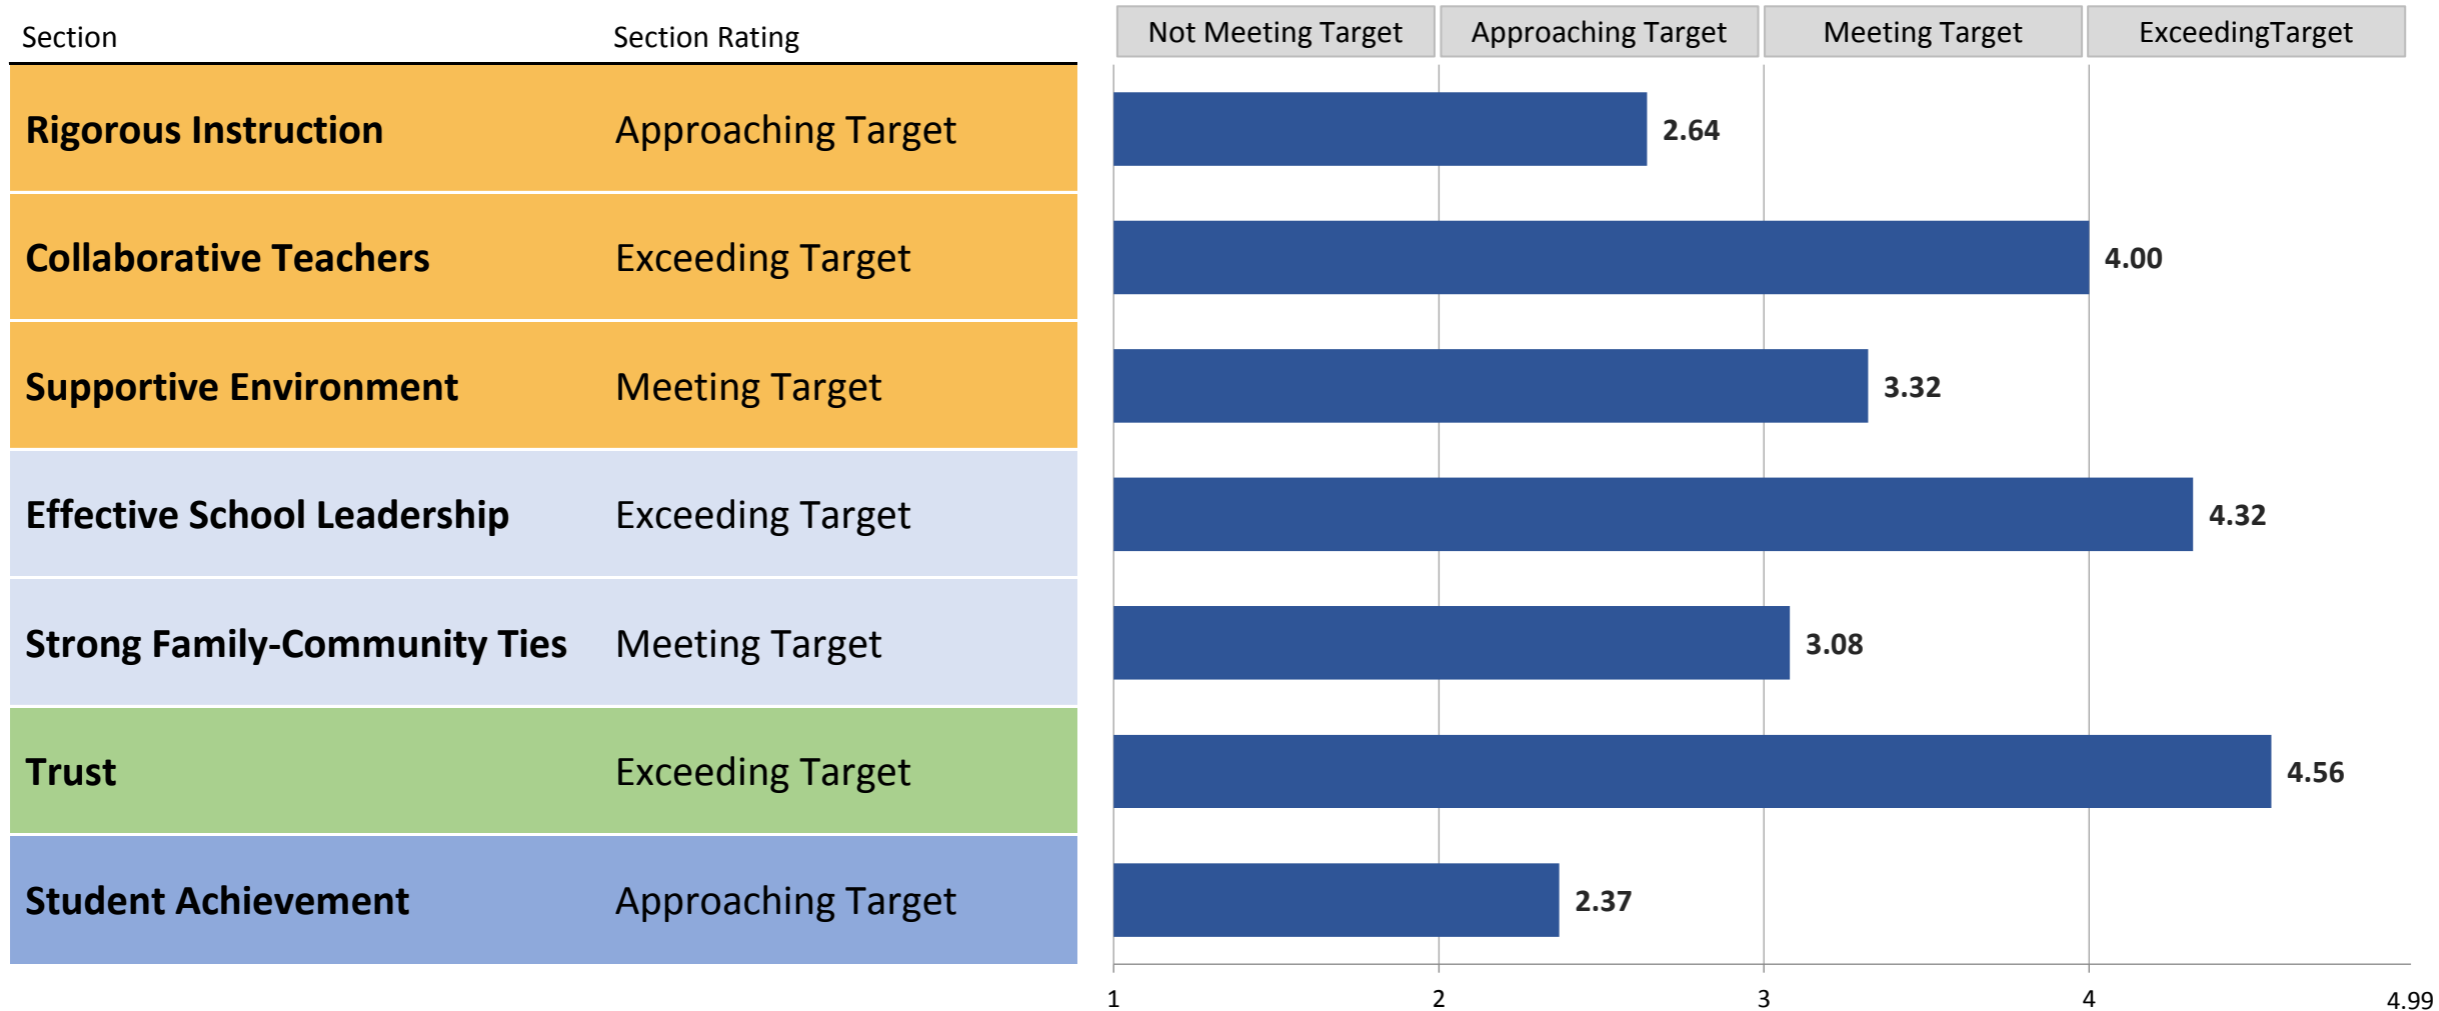 Section Section Rating Not Meeting Target Approaching Target Meeting Target ExceedingTarget
Rigorous Instruction Approaching Target 2.64
Collaborative Teachers Exceeding Target 4.00
Supportive Environment Meeting Target 3.32
Effective School Leadership Exceeding Target 4.32
Strong Family-Community Ties Meeting Target 3.08
Trust Exceeding Target 4.56
Student Achievement Approaching Target 2.37
1 2 3 4 4.99